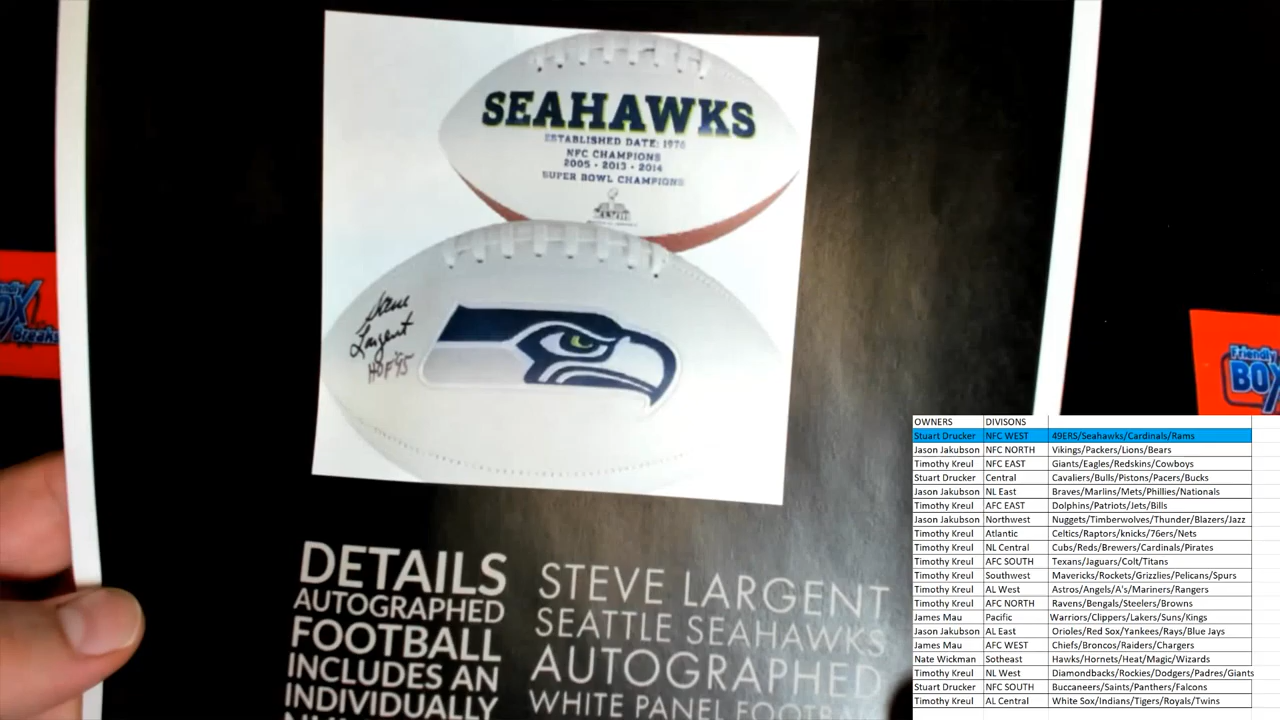 SEAHAWKS
ESTABLISHED DATE: 1976
NFC CHAMPIONS
2005 • 2013 • 2014
SUPER BOWL CHAMPIONS
XLVIII
Steve
Largent
HOF '95
DETAILS
AUTOGRAPHED
FOOTBALL
INCLUDES AN
INDIVIDUALLY
STEVE LARGENT
SEATTLE SEAHAWKS
AUTOGRAPHED
WHITE PANEL FOOTBALL
Breaks
Friendly
BOX
OWNERS DIVISONS
Stuart Drucker NFC WEST 49ERS/Seahawks/Cardinals/Rams
Jason Jakubson NFC NORTH Vikings/Packers/Lions/Bears
Timothy Kreul NFC EAST Giants/Eagles/Redskins/Cowboys
Stuart Drucker Central Cavaliers/Bulls/Pistons/Pacers/Bucks
Jason Jakubson NL East Braves/Marlins/Mets/Phillies/Nationals
Timothy Kreul AFC EAST Dolphins/Patriots/Jets/Bills
Jason Jakubson Northwest Nuggets/Timberwolves/Thunder/Blazers/Jazz
Timothy Kreul Atlantic Celtics/Raptors/knicks/76ers/Nets
Timothy Kreul NL Central Cubs/Reds/Brewers/Cardinals/Pirates
Timothy Kreul AFC SOUTH Texans/Jaguars/Colt/Titans
Timothy Kreul Southwest Mavericks/Rockets/Grizzlies/Pelicans/Spurs
Timothy Kreul AL West Astros/Angels/A's/Mariners/Rangers
Timothy Kreul AFC NORTH Ravens/Bengals/Steelers/Browns
James Mau Pacific Warriors/Clippers/Lakers/Suns/Kings
Jason Jakubson AL East Orioles/Red Sox/Yankees/Rays/Blue Jays
James Mau AFC WEST Chiefs/Broncos/Raiders/Chargers
Nate Wickman Sotheast Hawks/Hornets/Heat/Magic/Wizards
Timothy Kreul NL West Diamondbacks/Rockies/Dodgers/Padres/Giants
Stuart Drucker NFC SOUTH Buccaneers/Saints/Panthers/Falcons
Timothy Kreul AL Central White Sox/Indians/Tigers/Royals/Twins